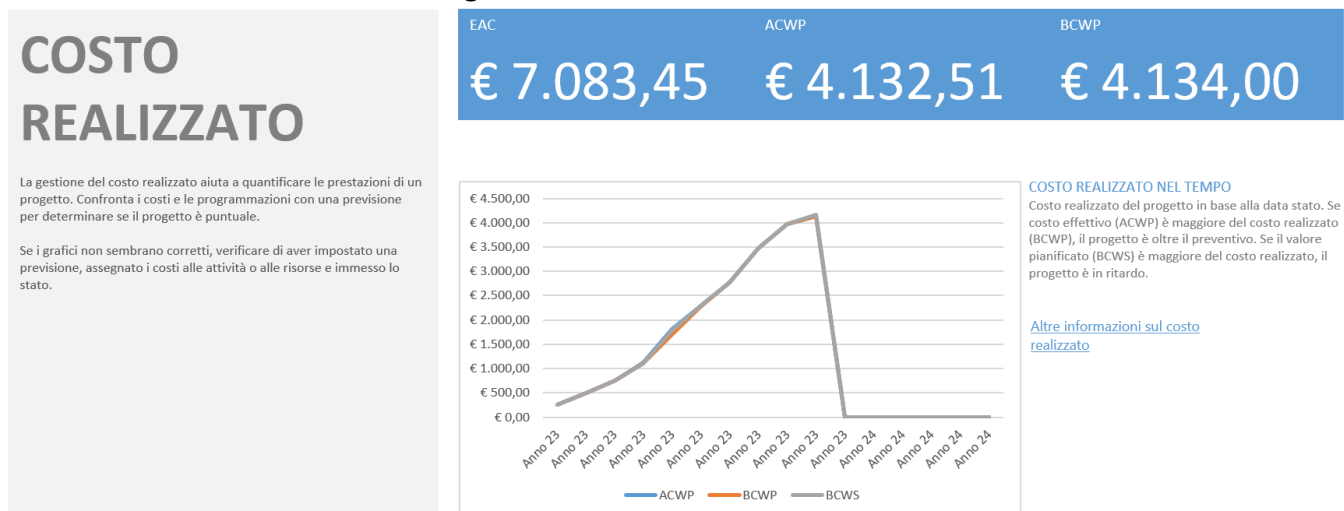 COSTO
REALIZZATO
La gestione del costo realizzato aiuta a quantificare le prestazioni di un
progetto. Confronta i costi e le programmazioni con una previsione
per determinare se il progetto è puntuale.
Se i grafici non sembrano corretti, verificare di aver impostato una
previsione, assegnato i costi alle attività o alle risorse e immesso lo
stato.
EAC
ACWP
BCWP
€ 7.083,45
€ 4.132,51
€ 4.134,00
€ 4.500,00
€ 4.000,00
€ 3.500,00
€ 3.000,00
€ 2.500,00
€ 2.000,00
€ 1.500,00
€ 1.000,00
€ 500,00
€ 0,00
Anno 23
Anno 23
Anno 23
Anno 23
Anno 23
Anno 23
Anno 23
Anno 23
Anno 23
Anno 23
Anno 23
Anno 24
Anno 24
Anno 24
Anno 24
Anno 24
ACWP
BCWP
BCWS
COSTO REALIZZATO NEL TEMPO
Costo realizzato del progetto in base alla data stato. Se
costo effettivo (ACWP) è maggiore del costo realizzato
(BCWP), il progetto è oltre il preventivo. Se il valore
pianificato (BCWS) è maggiore del costo realizzato, il
progetto è in ritardo.
Altre informazioni sul costo
realizzato